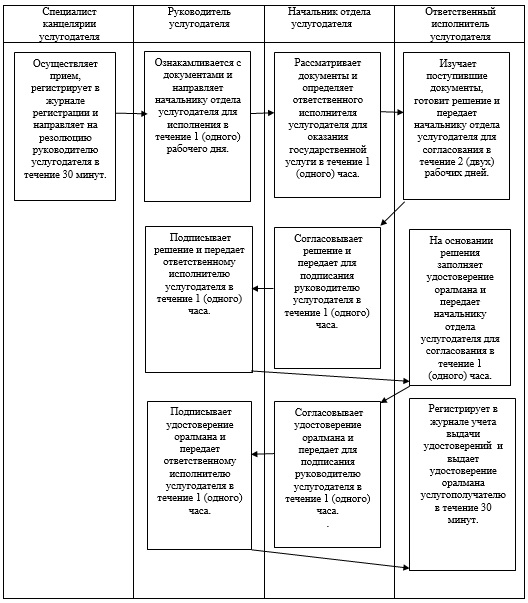 Специалист
канцелярии
услугодателя
Руководитель
услугодателя
Начальник отдела
услугодателя
Ответственный
исполнитель
услугодателя
Осуществляет
прием,
регистрирует в
журнале
регистрации и
направляет на
резолюцию
руководителю
услугодателя в
течение 30 минут.
Ознакамливается с
документами и
направляет
начальнику отдела
услугодателя для
исполнения в
течение 1 (одного)
рабочего дня.
Рассматривает
документы и
определяет
ответственного
исполнителя
услугодателя для
оказания
государственной
услуги в течение 1
(одного) часа.
Изучает
поступившие
документы,
готовит решение и
передает
начальнику отдела
услугодателя для
согласования в
течение 2 (двух)
рабочих дней.
Подписывает
решение и передает
ответственному
исполнителю
услугодателя в
течение 1 (одного)
часа.
Согласовывает
решение и
передает для
подписания
руководителю
услугодателя в
течение 1 (одного)
часа.
На основании
решения
заполняет
удостоверение
оралмана и
передает
начальнику
отдела
услугодателя для
согласования в
течение 1
(одного) часа.
Подписывает
удостоверение
оралмана и
передает
ответственному
исполнителю
услугодателя в
течение 1 (одного)
часа.
Согласовывает
удостоверение
оралмана и
передает для
подписания
руководителю
услугодателя в
течение 1 (одного)
часа.
.
Регистрирует в
журнале учета
выдачи
удостоверений и
выдает
удостоверение
оралмана
услугополучателю
в течение 30
минут.